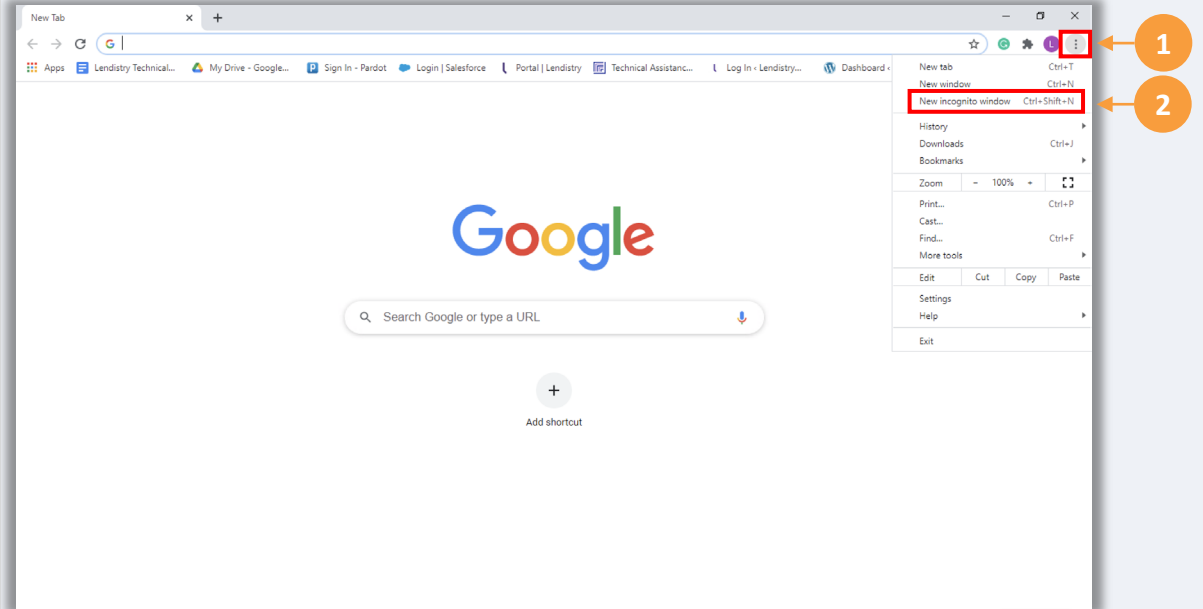 New Tab
G
L
1
Apps Lendistry Technical... My Drive - Google... Sign In - Pardot Login | Salesforce Portal | Lendistry Technical Assistanc... Log In ‹ Lendistry... Dashboard ‹
New tab Ctrl+T
New window Ctrl+N
New incognito window Ctrl+Shift+N
2
History
Downloads Ctrl+J
Bookmarks
Zoom - 100% +
Print... Ctrl+P
Cast...
Find... Ctrl+F
More tools
Edit Cut Copy Paste
Settings
Help
Exit
Google
Search Google or type a URL
Add shortcut